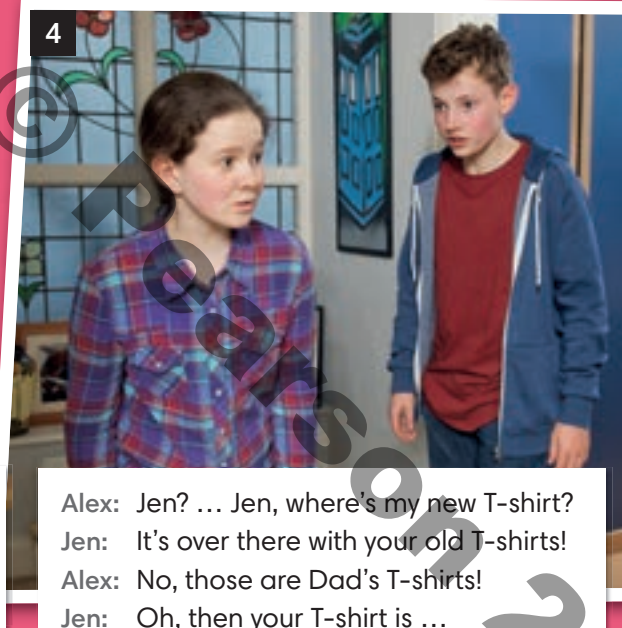 4
Alex: Jen? … Jen, where's my new T-shirt?
Jen: It's over there with your old T-shirts!
Alex: No, those are Dad's T-shirts!
Jen: Oh, then your T-shirt is …
© Pearson 2